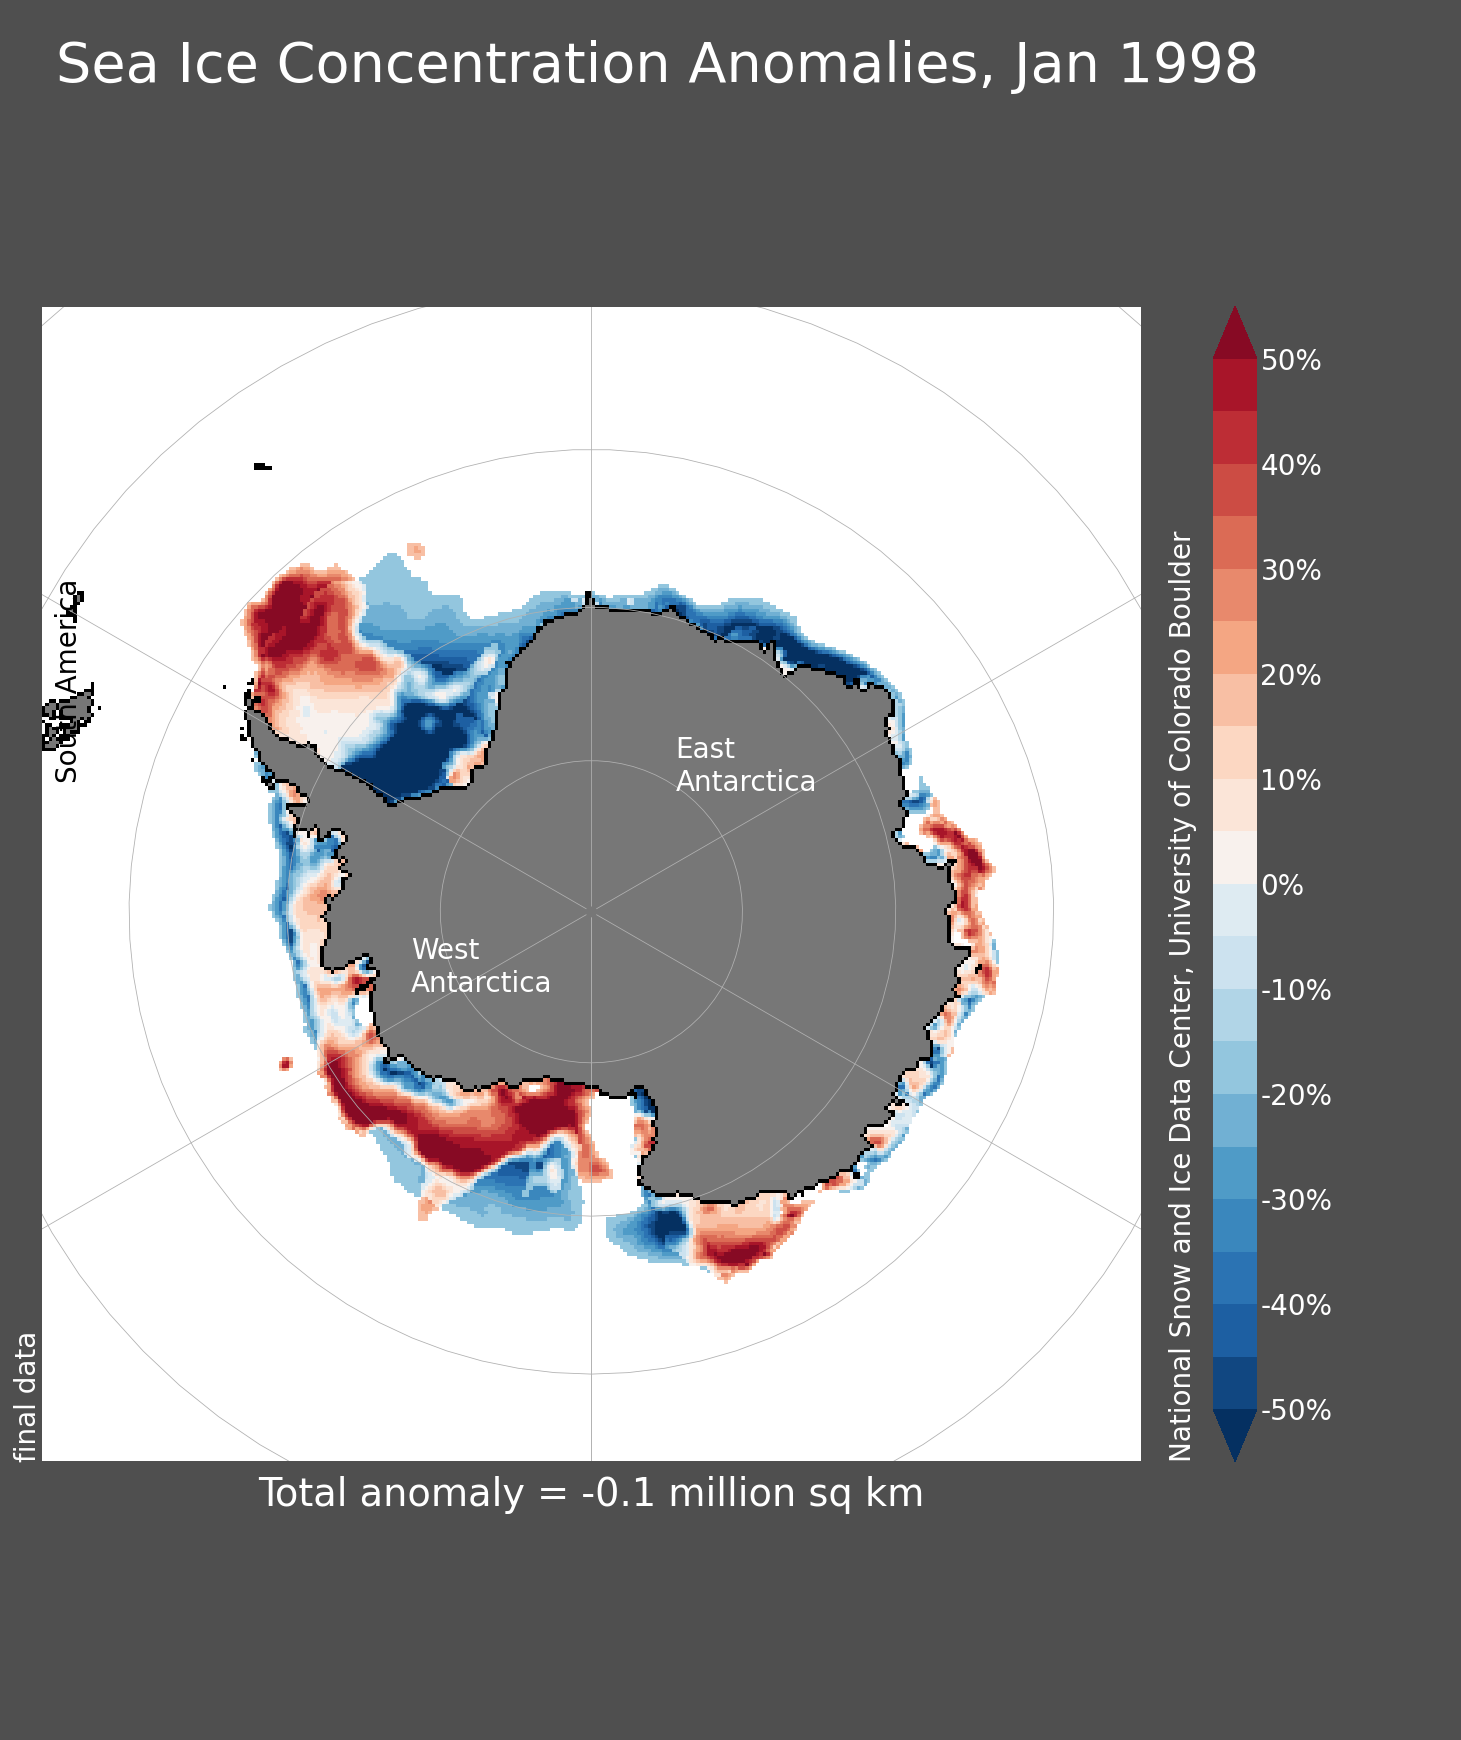 Sea Ice Concentration Anomalies, Jan 1998
South America
East
Antarctica
West
Antarctica
final data
National Snow and Ice Data Center, University of Colorado Boulder
50%
40%
30%
20%
10%
0%
-10%
-20%
-30%
-40%
-50%
Total anomaly = -0.1 million sq km